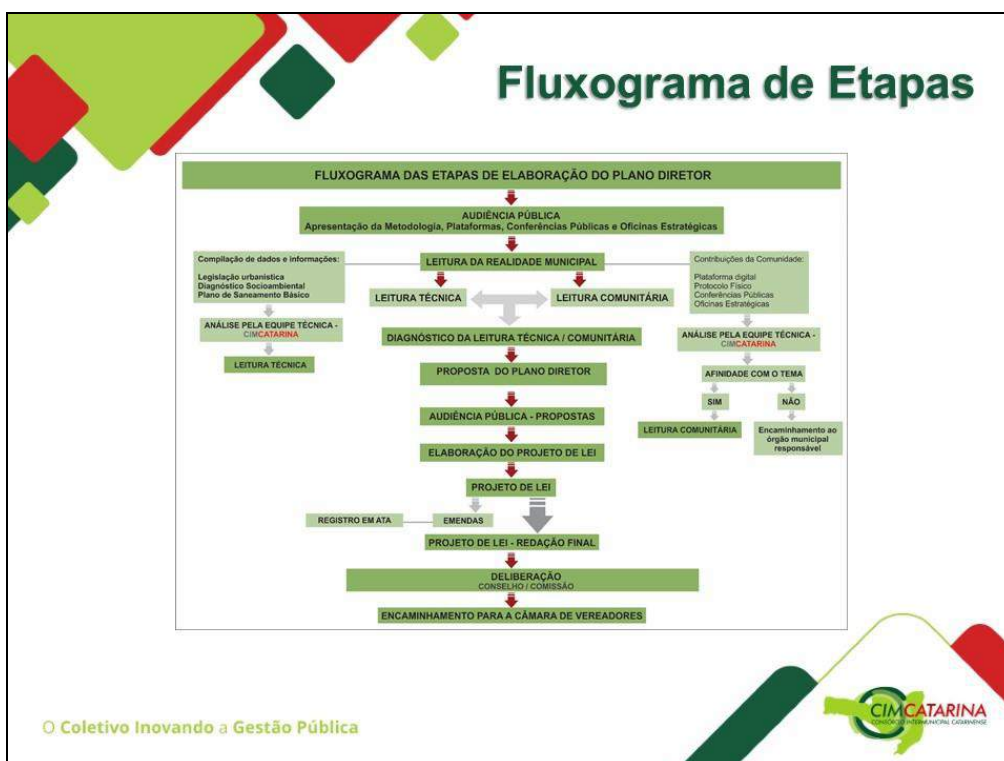 Fluxograma de Etapas
FLUXOGRAMA DAS ETAPAS DE ELABORAÇÃO DO PLANO DIRETOR
AUDIÊNCIA PÚBLICA
Apresentação da Metodologia, Plataformas, Conferências Públicas e Oficinas Estratégicas
LEITURA DA REALIDADE MUNICIPAL
Compilação de dados e informações:
Legislação urbanística
Diagnóstico Socioambiental
Plano de Saneamento Básico
ANÁLISE PELA EQUIPE TÉCNICA -
CIMCATARINA
LEITURA TÉCNICA
LEITURA TÉCNICA
LEITURA COMUNITÁRIA
Contribuições da Comunidade:
Plataforma digital
Protocolo Físico
Conferências Públicas
Oficinas Estratégicas
ANÁLISE PELA EQUIPE TÉCNICA -
CIMCATARINA
AFINIDADE COM O TEMA
SIM
NÃO
LEITURA COMUNITÁRIA
Encaminhamento ao
órgão municipal
responsável
DIAGNÓSTICO DA LEITURA TÉCNICA / COMUNITÁRIA
PROPOSTA DO PLANO DIRETOR
AUDIÊNCIA PÚBLICA - PROPOSTAS
ELABORAÇÃO DO PROJETO DE LEI
PROJETO DE LEI
REGISTRO EM ATA
EMENDAS
PROJETO DE LEI - REDAÇÃO FINAL
DELIBERAÇÃO
CONSELHO / COMISSÃO
ENCAMINHAMENTO PARA A CÂMARA DE VEREADORES
O Coletivo Inovando a Gestão Pública
CIMCATARINA
CONSÓRCIO INTERMUNICIPAL CATARINENSE